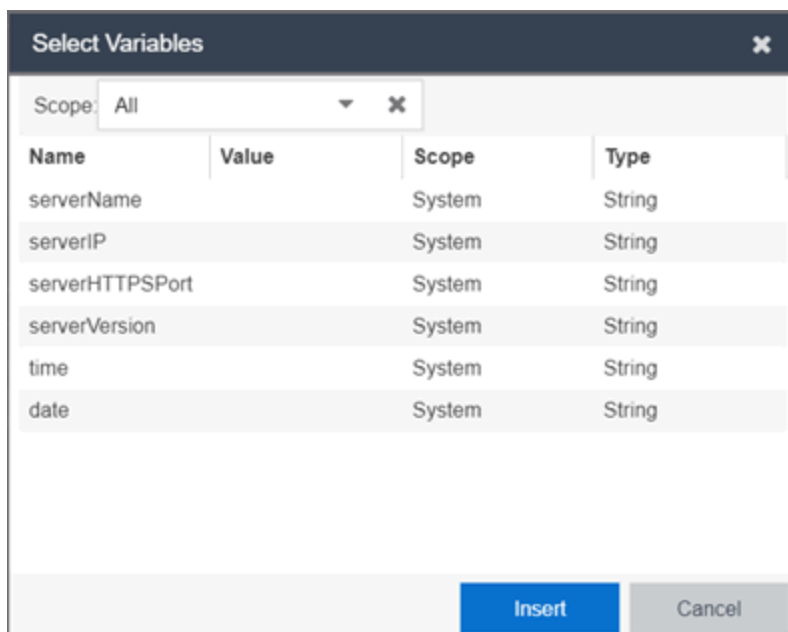 Select Variables
Scope: All
Name Value Scope Type
serverName System String
serverIP System String
serverHTTPSPort System String
serverVersion System String
time System String
date System String
Insert Cancel